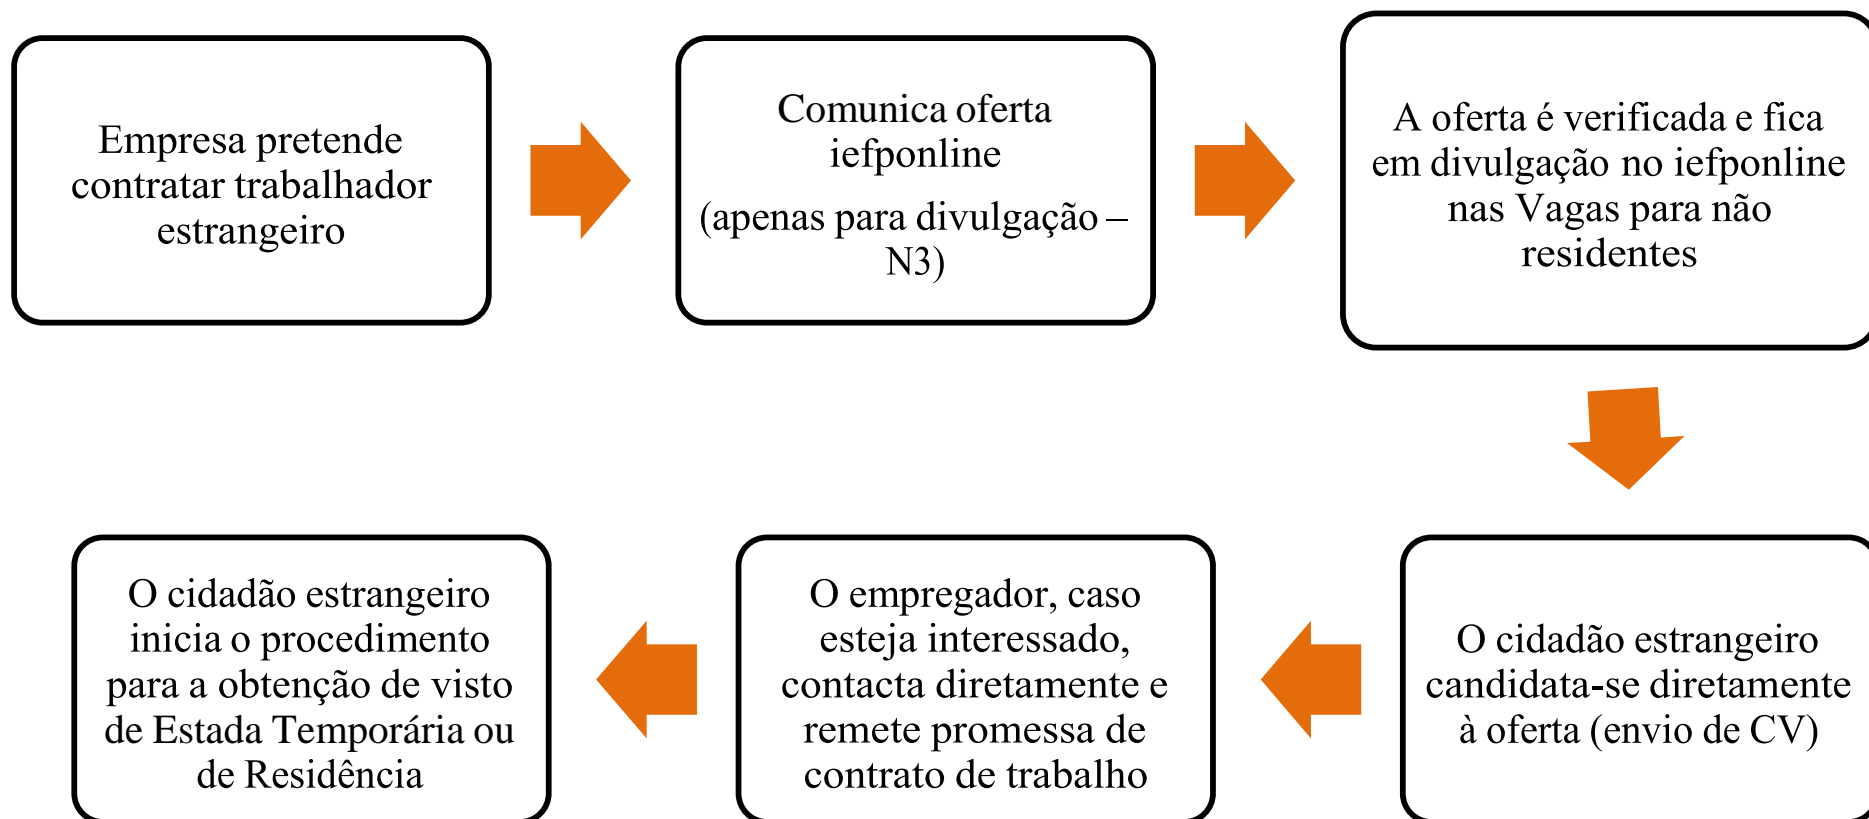 Empresa pretende
contratar trabalhador
estrangeiro
Comunica oferta
iefponline
(apenas para divulgação –
N3)
A oferta é verificada e fica
em divulgação no iefponline
nas Vagas para não
residentes
O cidadão estrangeiro
candidata-se diretamente
à oferta (envio de CV)
O empregador, caso
esteja interessado,
contacta diretamente e
remete promessa de
contrato de trabalho
O cidadão estrangeiro
inicia o procedimento
para a obtenção de visto
de Estada Temporária ou
de Residência